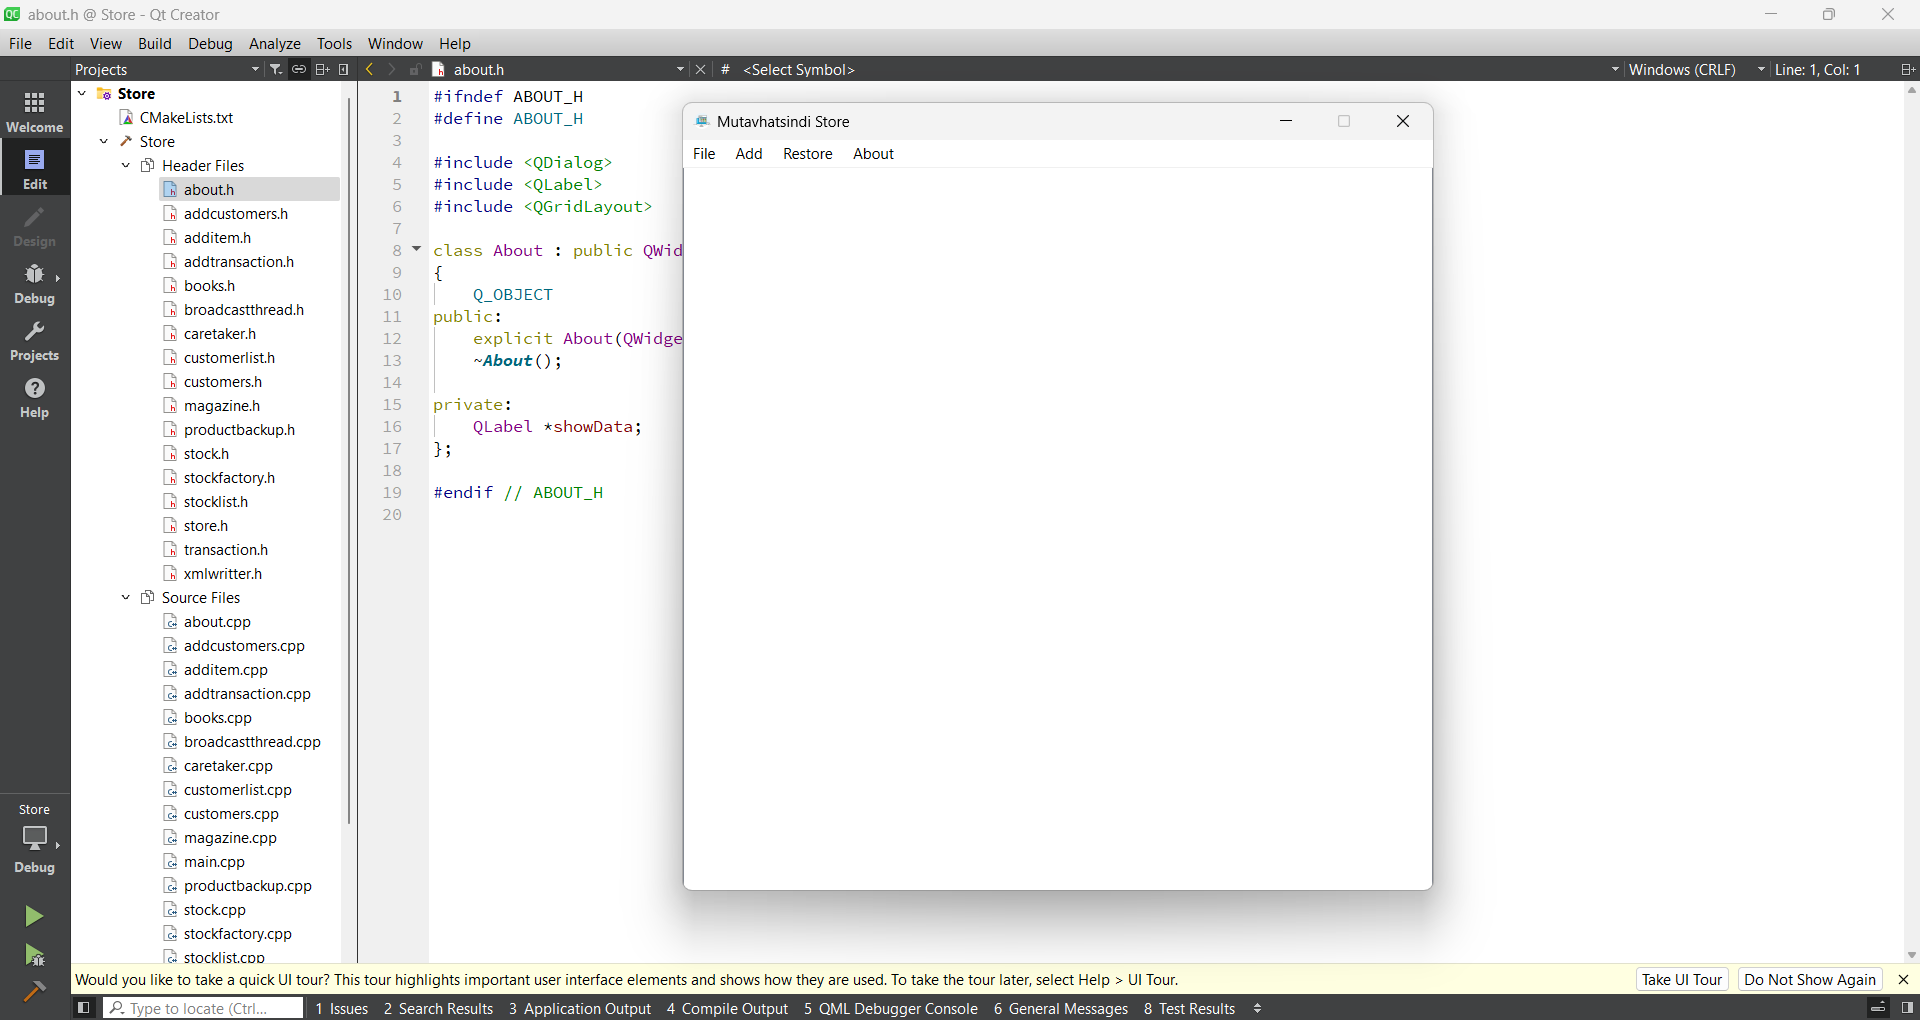 about.h @ Store - Qt Creator
File Edit View Build Debug Analyze Tools Window Help
Projects
about.h
# <Select Symbol>
Windows (CRLF)
Line: 1, Col: 1
Welcome
Edit
Design
Debug
Projects
Help
Store
Debug
Store
CMakeLists.txt
Store
Header Files
about.h
addcustomers.h
additem.h
addtransaction.h
books.h
broadcastthread.h
caretaker.h
customerlist.h
customers.h
magazine.h
productbackup.h
stock.h
stockfactory.h
stocklist.h
store.h
transaction.h
xmlwritter.h
Source Files
about.cpp
addcustomers.cpp
additem.cpp
addtransaction.cpp
books.cpp
broadcastthread.cpp
caretaker.cpp
customerlist.cpp
customers.cpp
magazine.cpp
main.cpp
productbackup.cpp
stock.cpp
stockfactory.cpp
stocklist.cpp
1 #ifndef ABOUT_H
2 #define ABOUT_H
3
4 #include <QDialog>
5 #include <QLabel>
6 #include <QGridLayout>
7
8 class About : public QWid
9 {
10 Q_OBJECT
11 public:
12 explicit About(QWidge
13 ~About();
14
15 private:
16 QLabel *showData;
17 };
18
19 #endif // ABOUT_H
20
Mutavhatsindi Store
File Add Restore About
Would you like to take a quick UI tour? This tour highlights important user interface elements and shows how they are used. To take the tour later, select Help > UI Tour.
Take UI Tour
Do Not Show Again
Type to locate (Ctrl...
1 Issues 2 Search Results 3 Application Output 4 Compile Output 5 QML Debugger Console 6 General Messages 8 Test Results